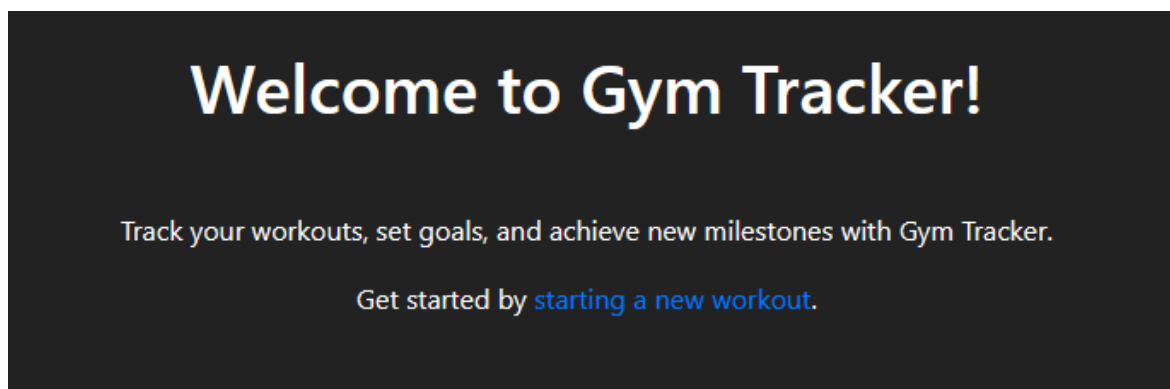 Welcome to Gym Tracker!
Track your workouts, set goals, and achieve new milestones with Gym Tracker.
Get started by starting a new workout.